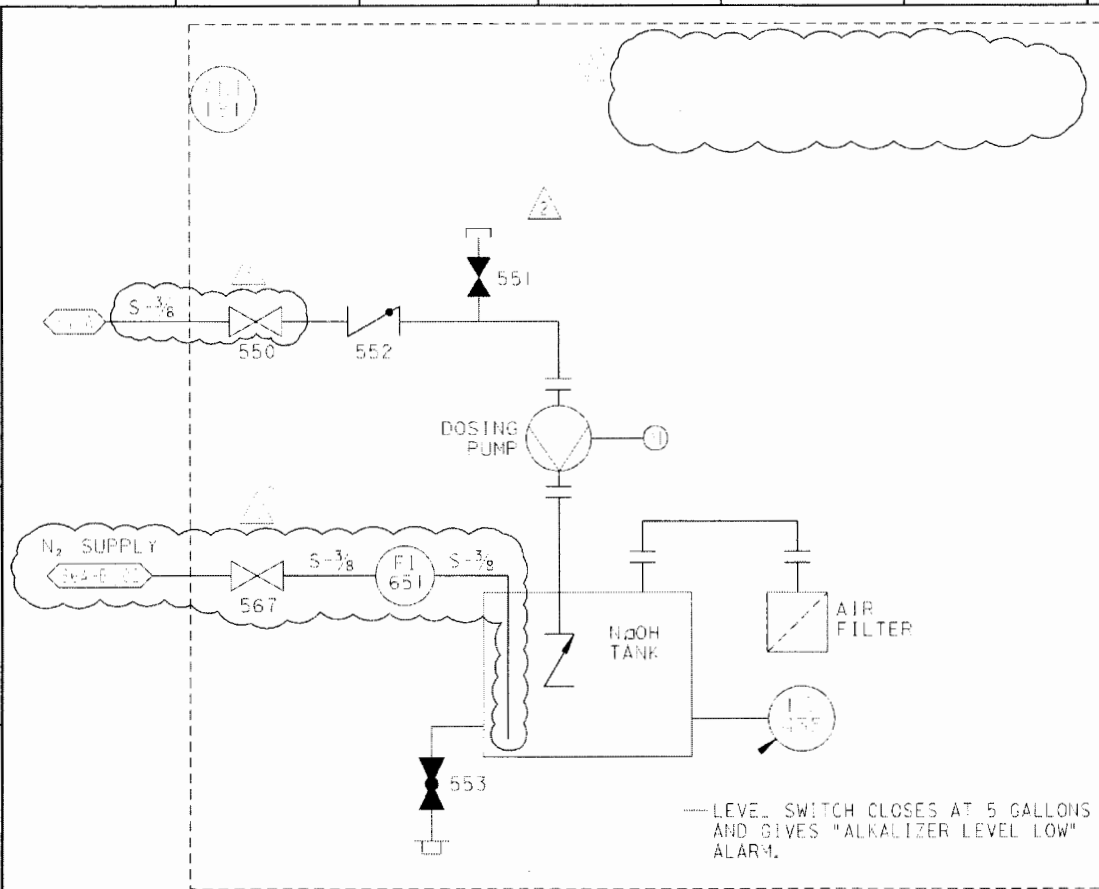 2
551
S-3/8
550
552
DOSING
PUMP
N₂ SUPPLY
S-3/8
FI
651
S-3/8
567
NaOH
TANK
AIR
FILTER
553
LEVEL SWITCH CLOSES AT 5 GALLONS
AND GIVES "ALKALIZER LEVEL LOW"
ALARM.